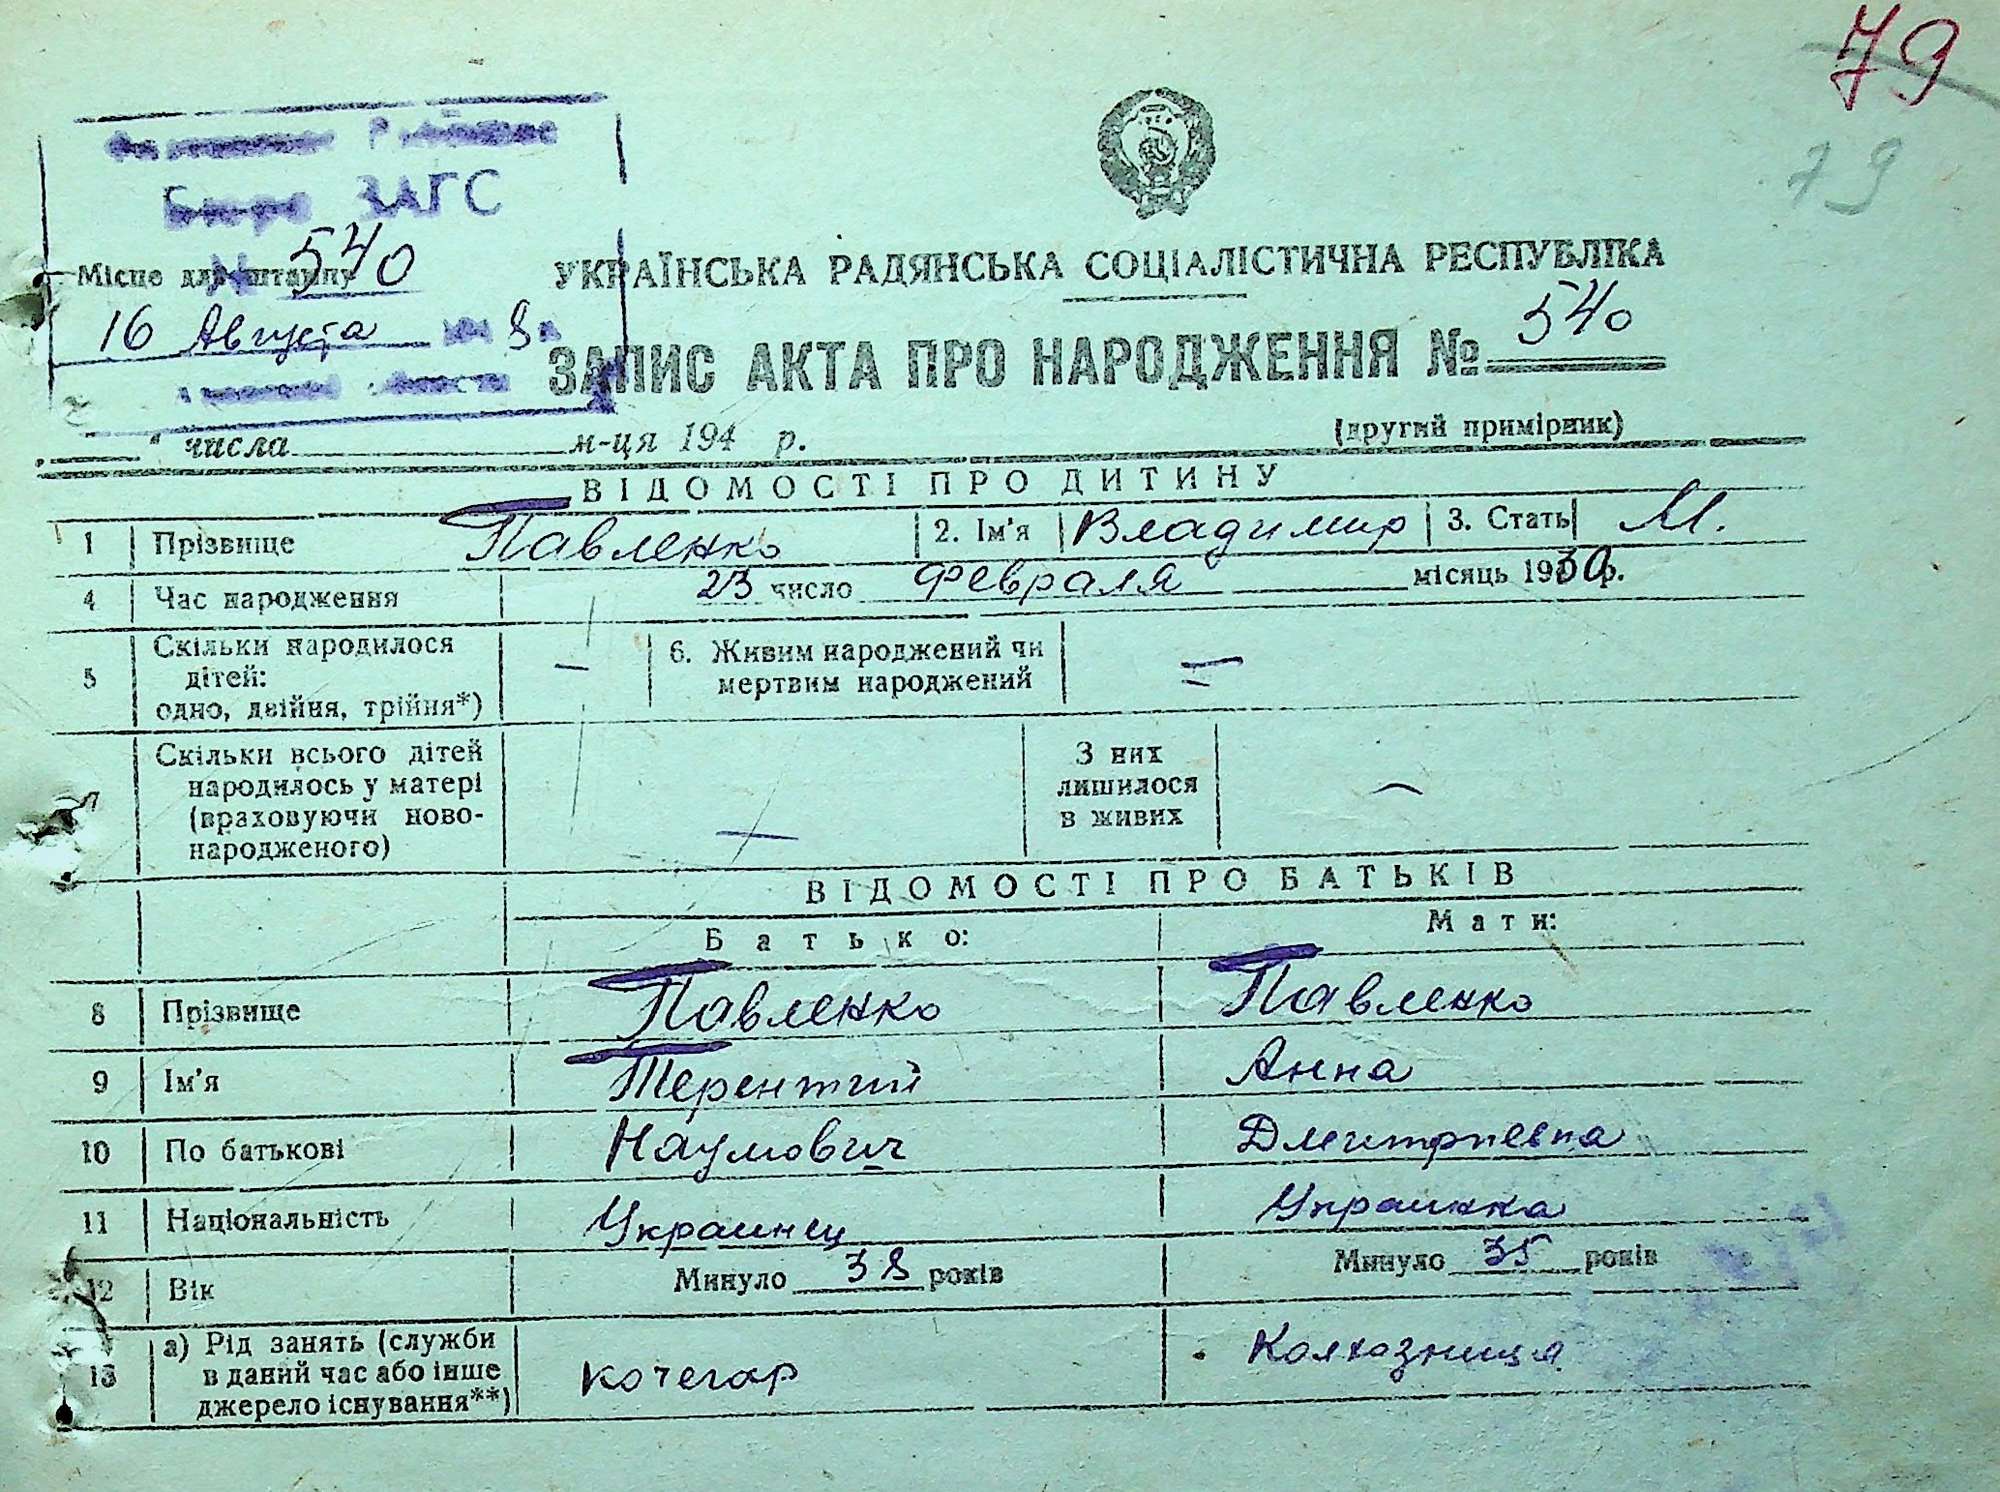 79
79
ЗАГС
№ 540
Місце для штампу
16 Августа 8
УКРАЇНСЬКА РАДЯНСЬКА СОЦІАЛІСТИЧНА РЕСПУБЛІКА
ЗАПИС АКТА ПРО НАРОДЖЕННЯ № 540
(другий примірник)
числа м-ця 194 р.
ВІДОМОСТІ ПРО ДИТИНУ
1 Прізвище Павленко 2. Ім'я Владимир 3. Стать М.
4 Час народження 23 число Февраля місяць 1930 р.
5 Скільки народилося
дітей:
одно, двійня, трійня*) —
6. Живим народжений чи
мертвим народжений —
7 Скільки всього дітей
народилось у матері
(враховуючи ново-
народженого) —
З них
лишилося
в живих —
ВІДОМОСТІ ПРО БАТЬКІВ
Батько: Мати:
8 Прізвище Павленко Павленко
9 Ім'я Терентий Анна
10 По батькові Наумович Дмитриевна
11 Національність Украинец Украинка
12 Вік Минуло 38 років Минуло 35 років
13 а) Рід занять (служби
в даний час або інше
джерело існування**) кочегар Колхозница